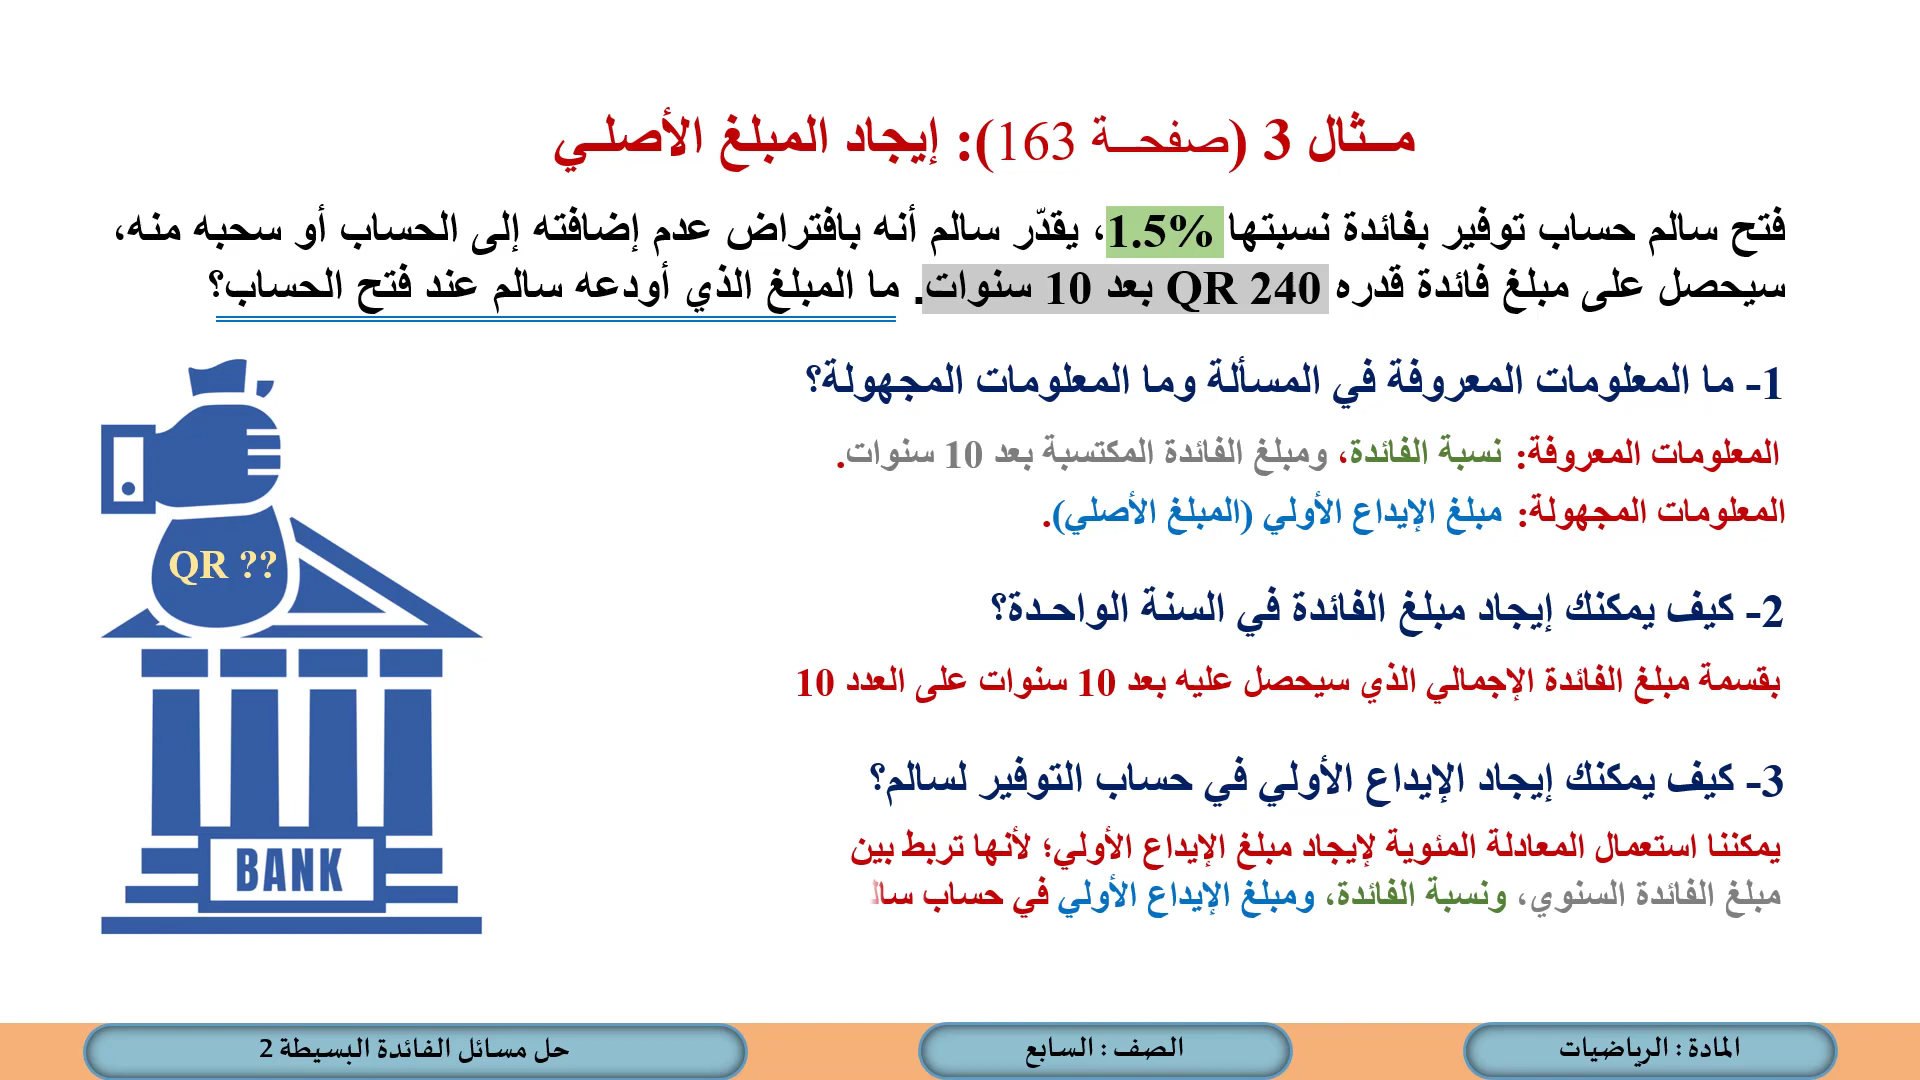 مــثال 3 (صفحــة 163): إيجاد المبلغ الأصلـي
فتح سالم حساب توفير بفائدة نسبتها 1.5%، يقدّر سالم أنه بافتراض عدم إضافته إلى الحساب أو سحبه منه،
سيحصل على مبلغ فائدة قدره QR 240 بعد 10 سنوات. ما المبلغ الذي أودعه سالم عند فتح الحساب؟
1- ما المعلومات المعروفة في المسألة وما المعلومات المجهولة؟
المعلومات المعروفة: نسبة الفائدة، ومبلغ الفائدة المكتسبة بعد 10 سنوات.
المعلومات المجهولة: مبلغ الإيداع الأولي (المبلغ الأصلي).
QR ??
2- كيف يمكنك إيجاد مبلغ الفائدة في السنة الواحـدة؟
بقسمة مبلغ الفائدة الإجمالي الذي سيحصل عليه بعد 10 سنوات على العدد 10
3- كيف يمكنك إيجاد الإيداع الأولي في حساب التوفير لسالم؟
يمكننا استعمال المعادلة المئوية لإيجاد مبلغ الإيداع الأولي؛ لأنها تربط بين
مبلغ الفائدة السنوي، ونسبة الفائدة، ومبلغ الإيداع الأولي في حساب
BANK
المادة : الرياضيات
الصف : السابع
حل مسائل الفائدة البسيطة 2